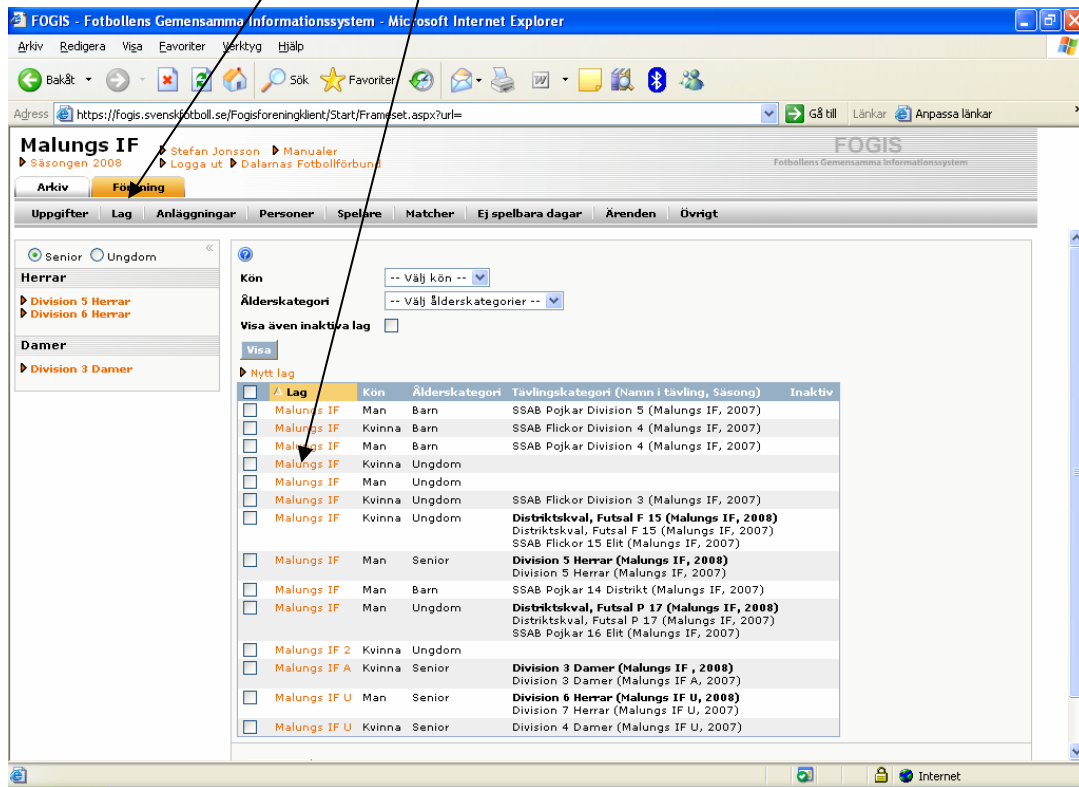 FOGIS - Fotbollens Gemensamma Informationssystem - Microsoft Internet Explorer
Arkiv Redigera Visa Favoriter Verktyg Hjälp
Bakåt Sök Favoriter
Adress https://fogis.svenskfotboll.se/Fogisforeningklient/Start/Frameset.aspx?url= Gå till Länkar Anpassa länkar
Malungs IF Stefan Jonsson Manualer FOGIS
Säsongen 2008 Logga ut Dalarnas Fotbollförbund Fotbollens Gemensamma Informationssystem
Arkiv Förening
Uppgifter Lag Anläggningar Personer Spelare Matcher Ej spelbara dagar Ärenden Övrigt
Senior Ungdom
Herrar
Division 5 Herrar
Division 6 Herrar
Damer
Division 3 Damer
Kön -- Välj kön --
Ålderskategori -- Välj ålderskategorier --
Visa även inaktiva lag
Visa
Nytt lag
Lag Kön Ålderskategori Tävlingskategori (Namn i tävling, Säsong) Inaktiv
Malungs IF Man Barn SSAB Pojkar Division 5 (Malungs IF, 2007)
Malungs IF Kvinna Barn SSAB Flickor Division 4 (Malungs IF, 2007)
Malungs IF Man Barn SSAB Pojkar Division 4 (Malungs IF, 2007)
Malungs IF Kvinna Ungdom
Malungs IF Man Ungdom
Malungs IF Kvinna Ungdom SSAB Flickor Division 3 (Malungs IF, 2007)
Malungs IF Kvinna Ungdom Distriktskval, Futsal F 15 (Malungs IF, 2008)
Distriktskval, Futsal F 15 (Malungs IF, 2007)
SSAB Flickor 15 Elit (Malungs IF, 2007)
Malungs IF Man Senior Division 5 Herrar (Malungs IF, 2008)
Division 5 Herrar (Malungs IF, 2007)
Malungs IF Man Barn SSAB Pojkar 14 Distrikt (Malungs IF, 2007)
Malungs IF Man Ungdom Distriktskval, Futsal P 17 (Malungs IF, 2008)
Distriktskval, Futsal P 17 (Malungs IF, 2007)
SSAB Pojkar 16 Elit (Malungs IF, 2007)
Malungs IF 2 Kvinna Ungdom
Malungs IF A Kvinna Senior Division 3 Damer (Malungs IF , 2008)
Division 3 Damer (Malungs IF A, 2007)
Malungs IF U Man Senior Division 6 Herrar (Malungs IF U, 2008)
Division 7 Herrar (Malungs IF U, 2007)
Malungs IF U Kvinna Senior Division 4 Damer (Malungs IF U, 2007)
Internet